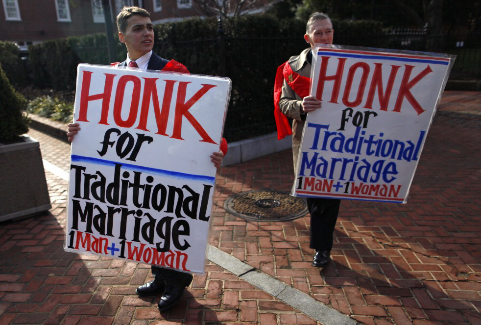 HONK
for
Traditional
Marriage
1MAN+1WOMAN
HONK
for
Traditional
Marriage
1MAN+1WOMAN